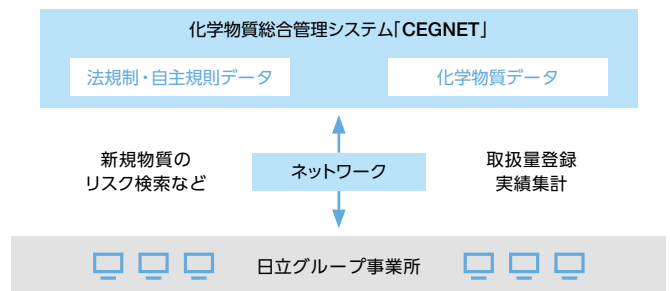 化学物質総合管理システム「CEGNET」
法規制・自主規則データ
化学物質データ
新規物質の
リスク検索など
ネットワーク
取扱量登録
実績集計
日立グループ事業所